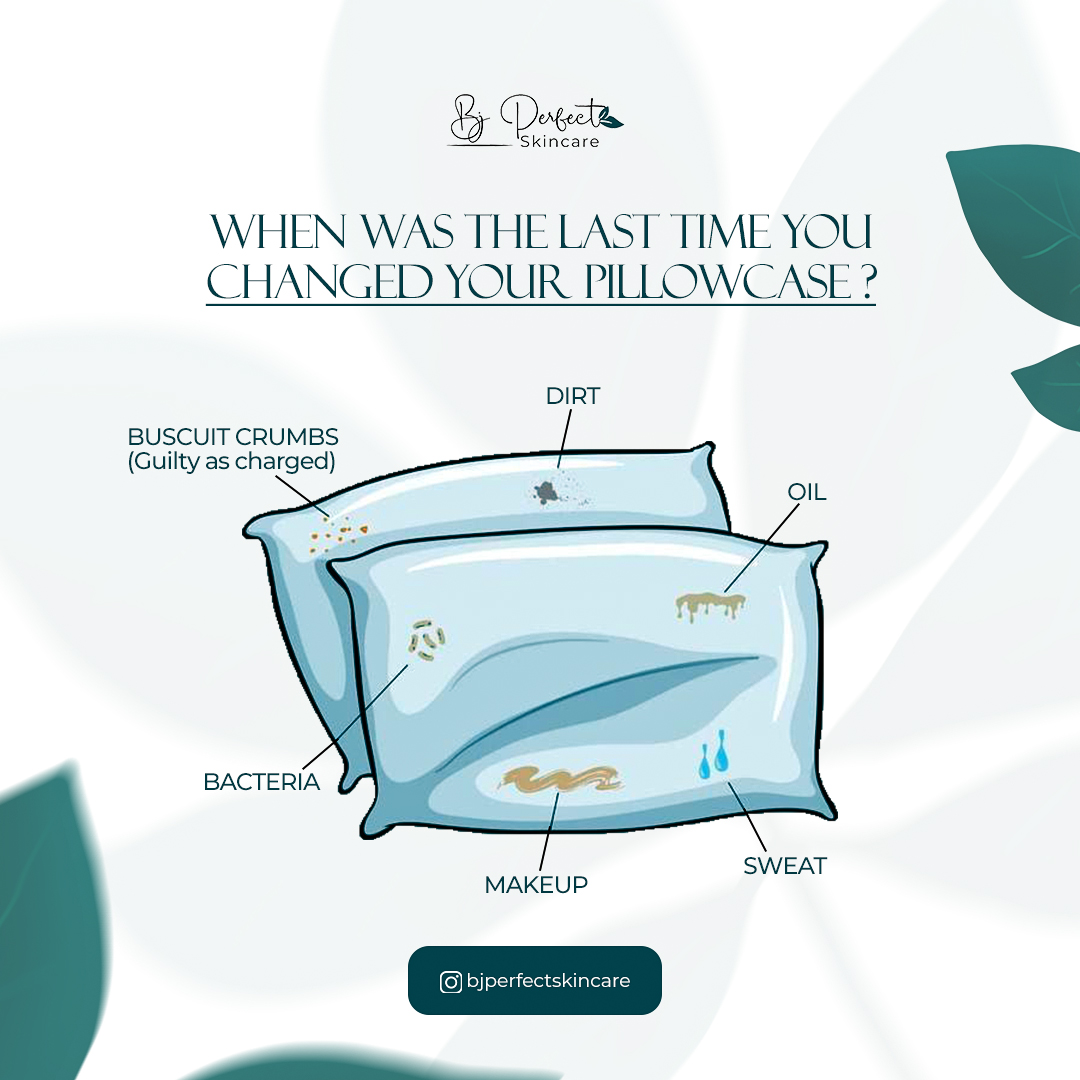 Bj Perfect
Skincare
WHEN WAS THE LAST TIME YOU
CHANGED YOUR PILLOWCASE ?
DIRT
BUSCUIT CRUMBS
(Guilty as charged)
OIL
BACTERIA
MAKEUP
SWEAT
bjperfectskincare